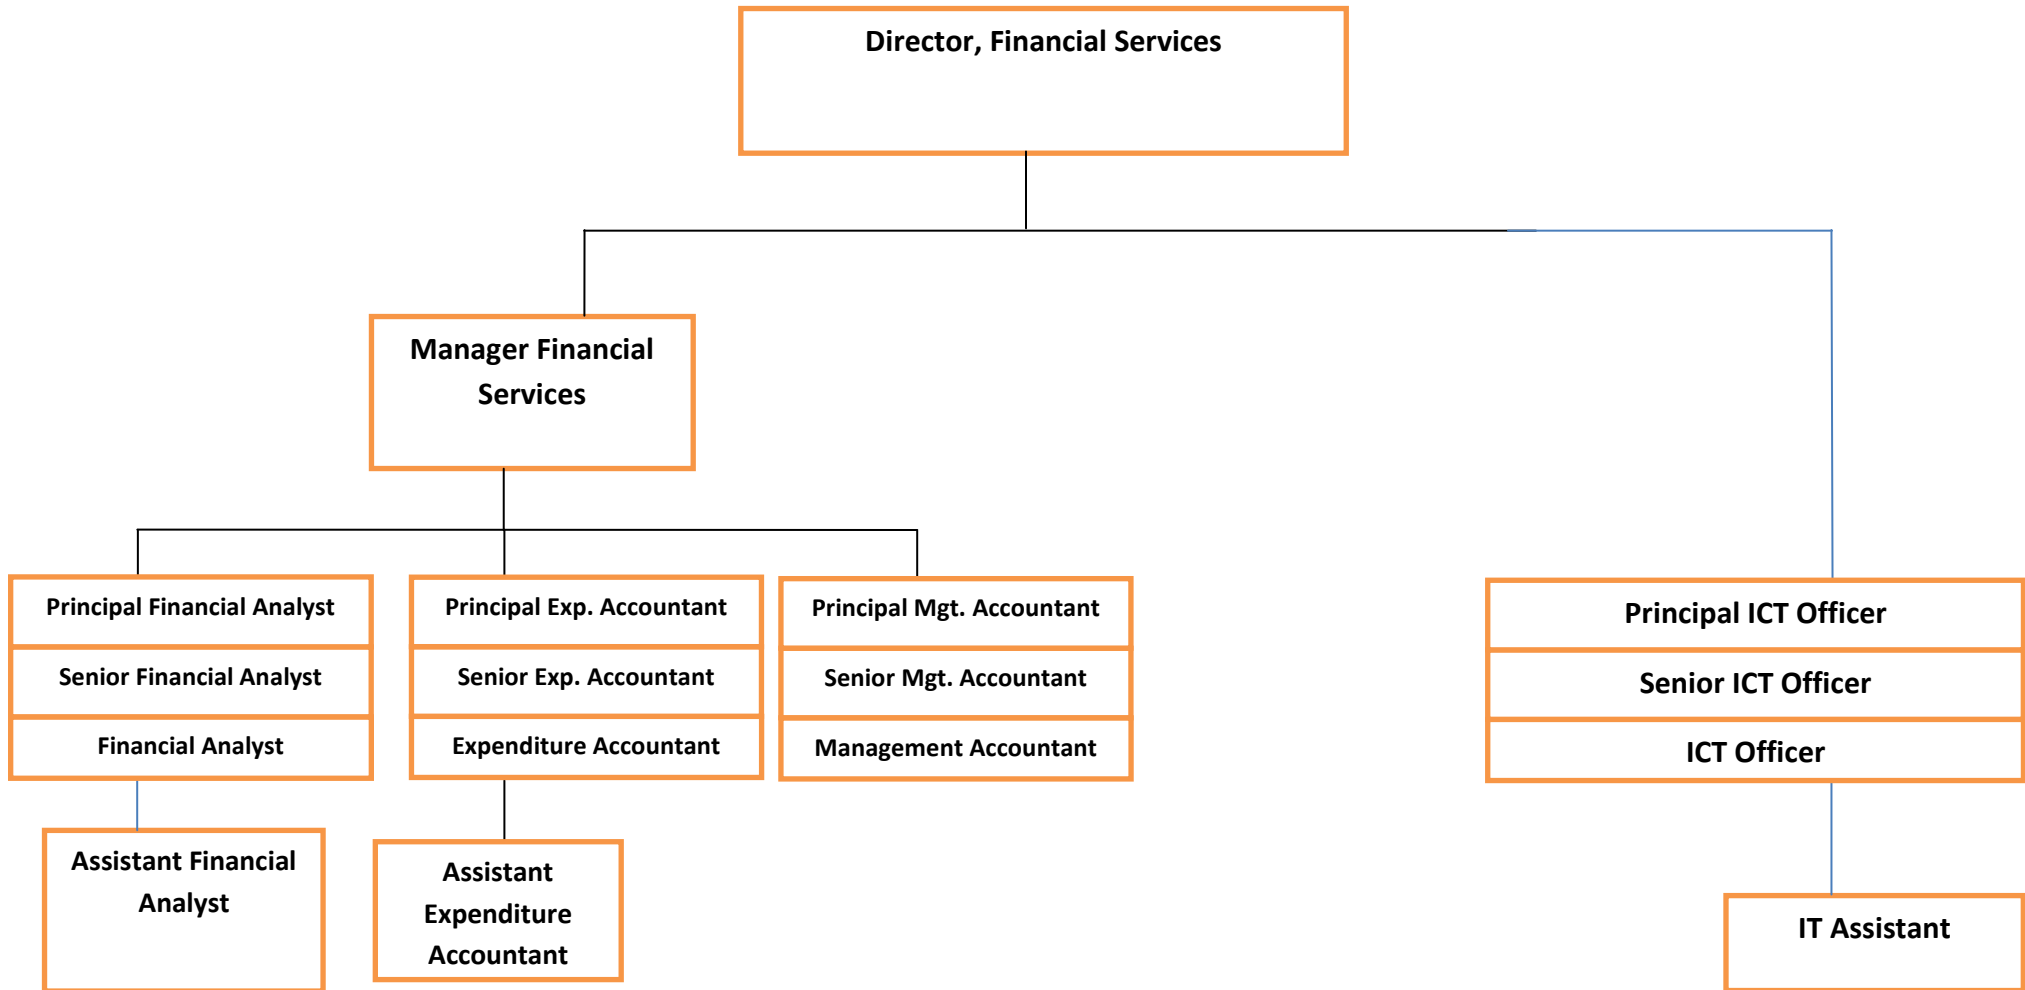 Director, Financial Services
Manager Financial
Services
Principal Financial Analyst
Senior Financial Analyst
Financial Analyst
Principal Exp. Accountant
Senior Exp. Accountant
Expenditure Accountant
Principal Mgt. Accountant
Senior Mgt. Accountant
Management Accountant
Principal ICT Officer
Senior ICT Officer
ICT Officer
Assistant Financial
Analyst
Assistant
Expenditure
Accountant
IT Assistant